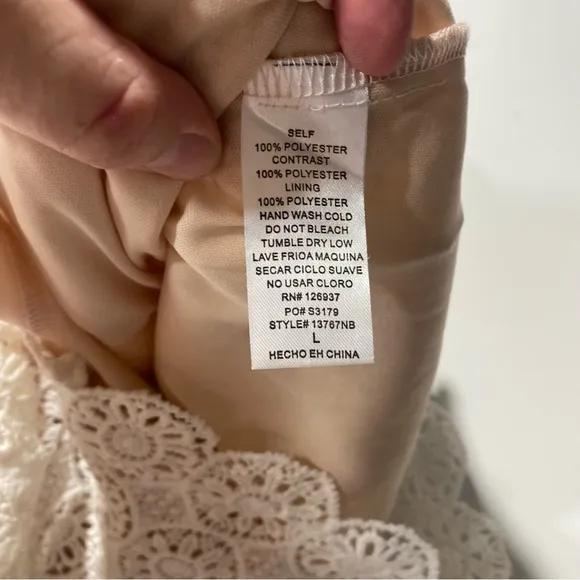 SELF
100% POLYESTER
CONTRAST
100% POLYESTER
LINING
100% POLYESTER
HAND WASH COLD
DO NOT BLEACH
TUMBLE DRY LOW
LAVE FRIOA MAQUINA
SECAR CICLO SUAVE
NO USAR CLORO
RN# 126937
PO# S3179
STYLE# 13767NB
L
HECHO EH CHINA